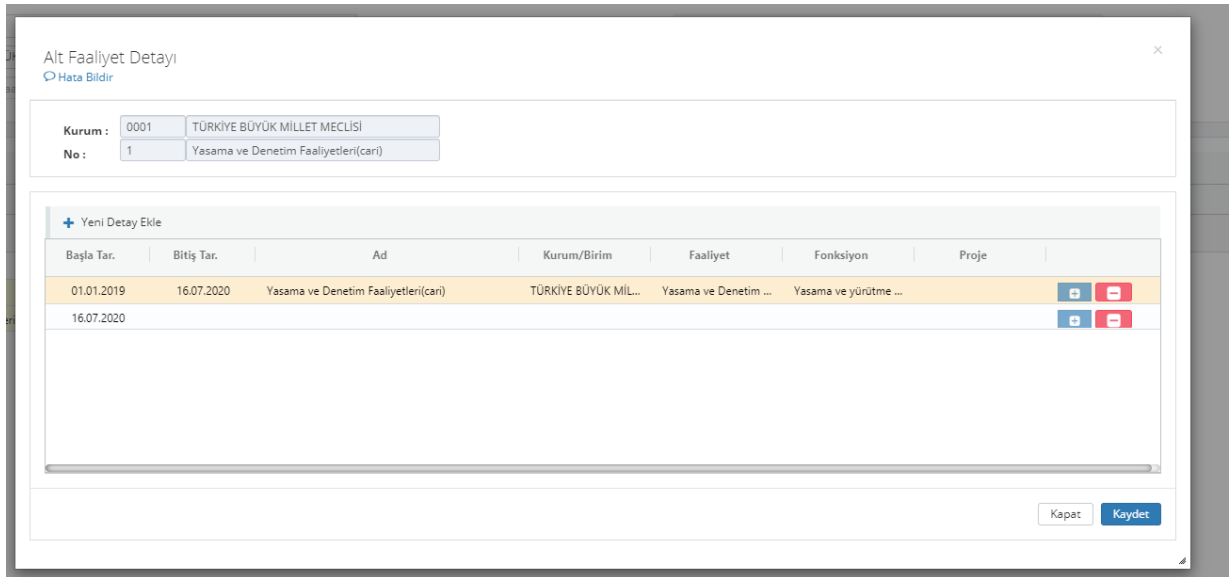 Alt Faaliyet Detayı
×
Hata Bildir
Kurum : 0001 TÜRKİYE BÜYÜK MİLLET MECLİSİ
No : 1 Yasama ve Denetim Faaliyetleri(cari)
Yeni Detay Ekle
Başla Tar. Bitiş Tar. Ad Kurum/Birim Faaliyet Fonksiyon Proje
01.01.2019 16.07.2020 Yasama ve Denetim Faaliyetleri(cari) TÜRKİYE BÜYÜK MİL... Yasama ve Denetim ... Yasama ve yürütme ...
16.07.2020
Kapat Kaydet